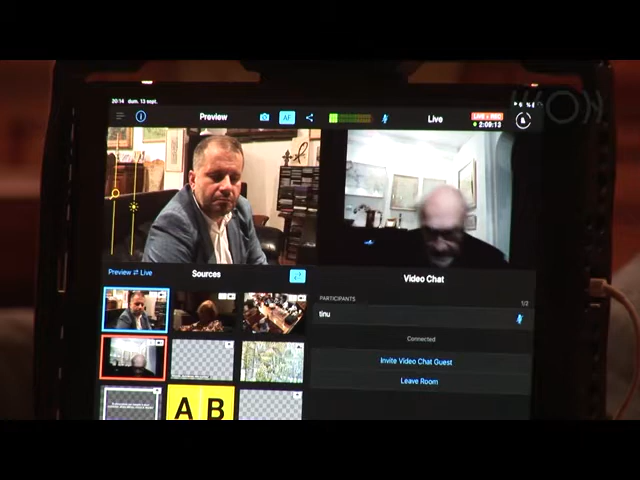 20:14 dum. 13 sept.
Preview
AF
Live
LIVE + REC
2:09:13
Preview ⇄ Live
Sources
Video Chat
PARTICIPANTS
1/2
tinu
Connected
Invite Video Chat Guest
Leave Room
A B